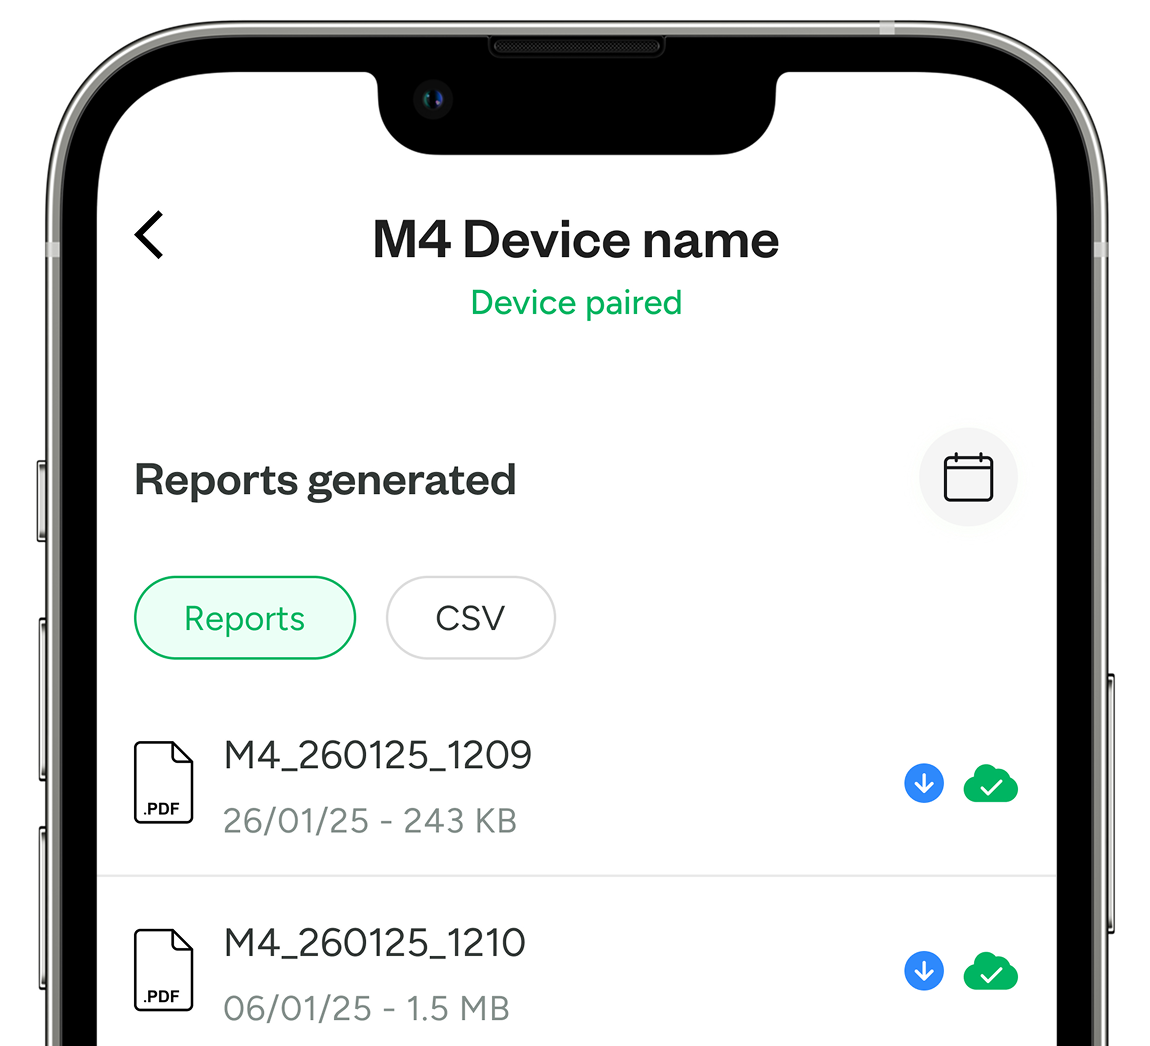 M4 Device name
Device paired
Reports generated
Reports
CSV
M4_260125_1209
.PDF
26/01/25 - 243 KB
M4_260125_1210
.PDF
06/01/25 - 1.5 MB